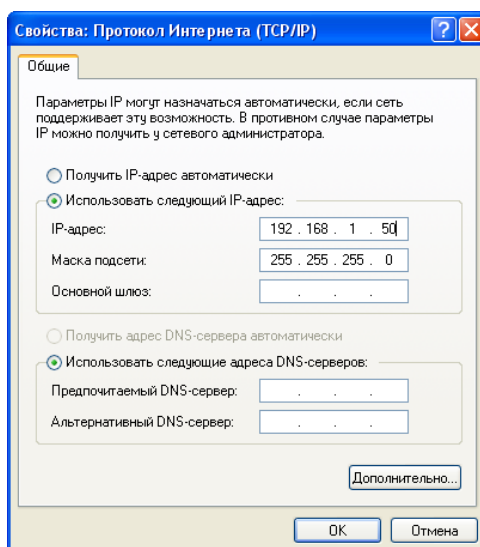 Свойства: Протокол Интернета (TCP/IP)
Общие
Параметры IP могут назначаться автоматически, если сеть
поддерживает эту возможность. В противном случае параметры
IP можно получить у сетевого администратора.
Получить IP-адрес автоматически
Использовать следующий IP-адрес:
IP-адрес: 192 . 168 . 1 . 50
Маска подсети: 255 . 255 . 255 . 0
Основной шлюз: . . .
Получить адрес DNS-сервера автоматически
Использовать следующие адреса DNS-серверов:
Предпочитаемый DNS-сервер: . . .
Альтернативный DNS-сервер: . . .
Дополнительно...
OK Отмена